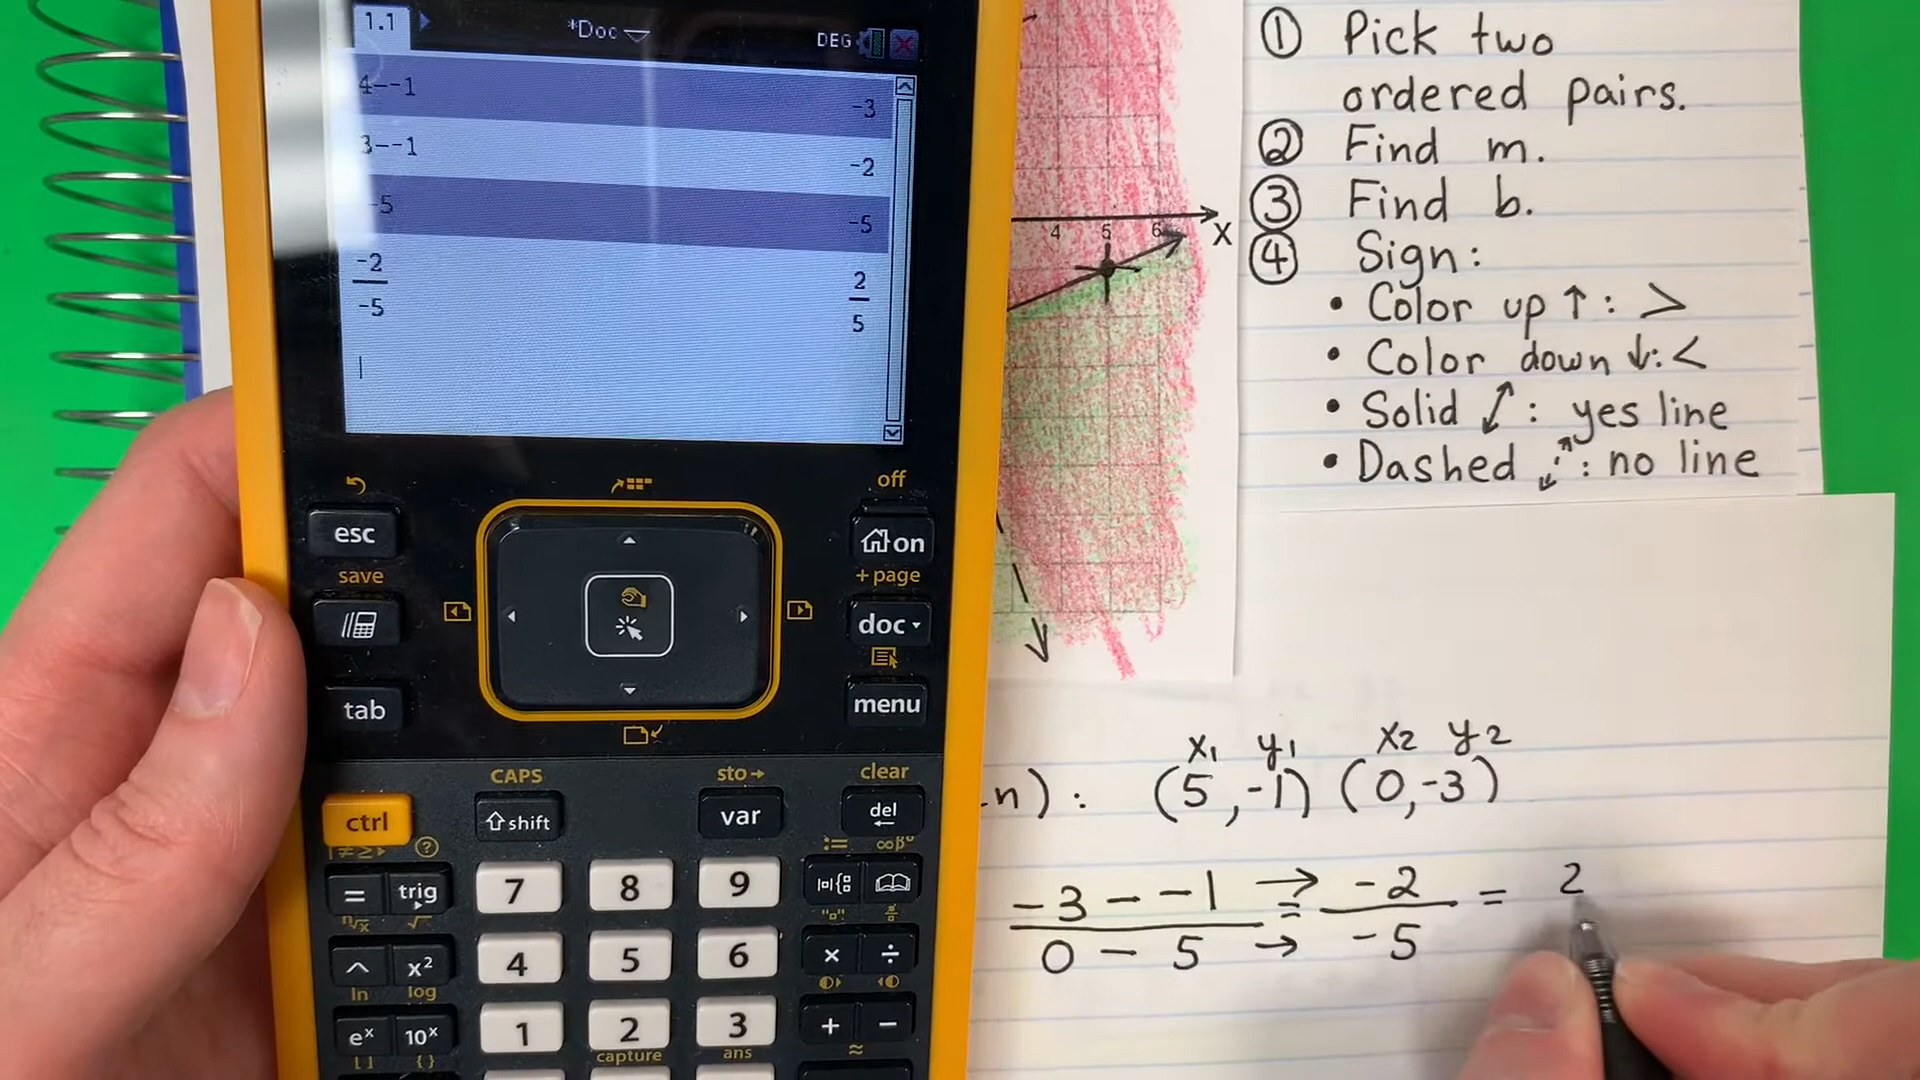 1.1
*Doc
DEG
4--1
-3
3--1
-2
-5
-5
-2
-5
2
5
off
esc
on
save
+ page
doc
tab
menu
CAPS
sto→
clear
ctrl
⇧shift
var
del
=
trig
7
8
9
^
x²
4
5
6
×
÷
ln
log
eˣ
10ˣ
1
2
3
+
−
capture
ans
4
5
6
X
① Pick two
ordered pairs.
② Find m.
③ Find b.
④ Sign:
• Color up ↑: >
• Color down ↓: <
• Solid ↗: yes line
• Dashed ⋰: no line
x1 y1 x2 y2
n): (5,-1) (0,-3)
-3 - -1 → -2 = 2
0 - 5 → -5